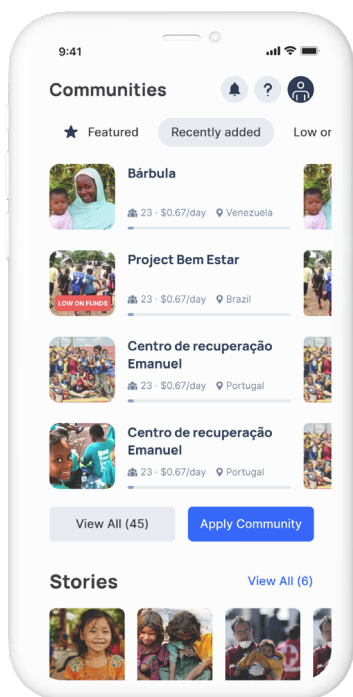 9:41
Communities
?
Featured
Recently added
Low or
Bárbula
23 · $0.67/day
Venezuela
Project Bem Estar
LOW ON FUNDS
23 · $0.67/day
Brazil
Centro de recuperação
Emanuel
23 · $0.67/day
Portugal
Centro de recuperação
Emanuel
23 · $0.67/day
Portugal
View All (45)
Apply Community
Stories
View All (6)